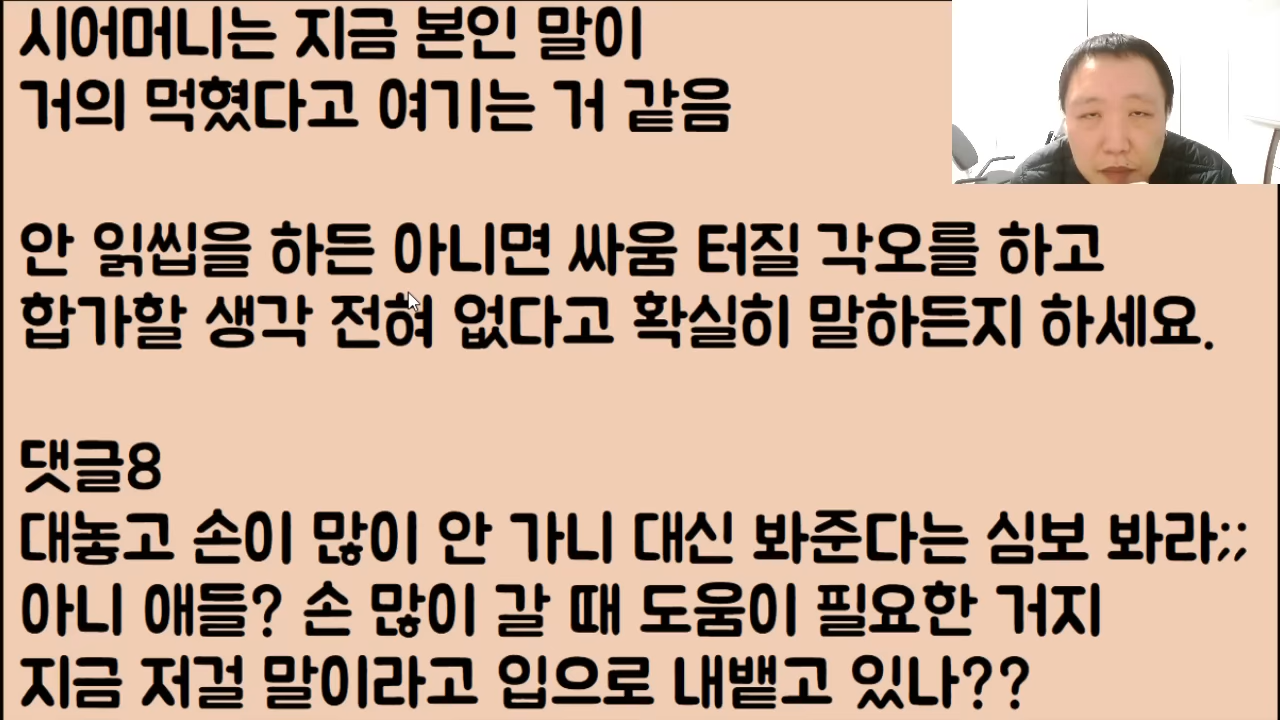 시어머니는 지금 본인 말이
거의 먹혔다고 여기는 거 같음
안 읽씹을 하든 아니면 싸움 터질 각오를 하고
합가할 생각 전혀 없다고 확실히 말하든지 하세요.
댓글8
대놓고 손이 많이 안 가니 대신 봐준다는 심보 봐라;;
아니 애들? 손 많이 갈 때 도움이 필요한 거지
지금 저걸 말이라고 입으로 내뱉고 있나??